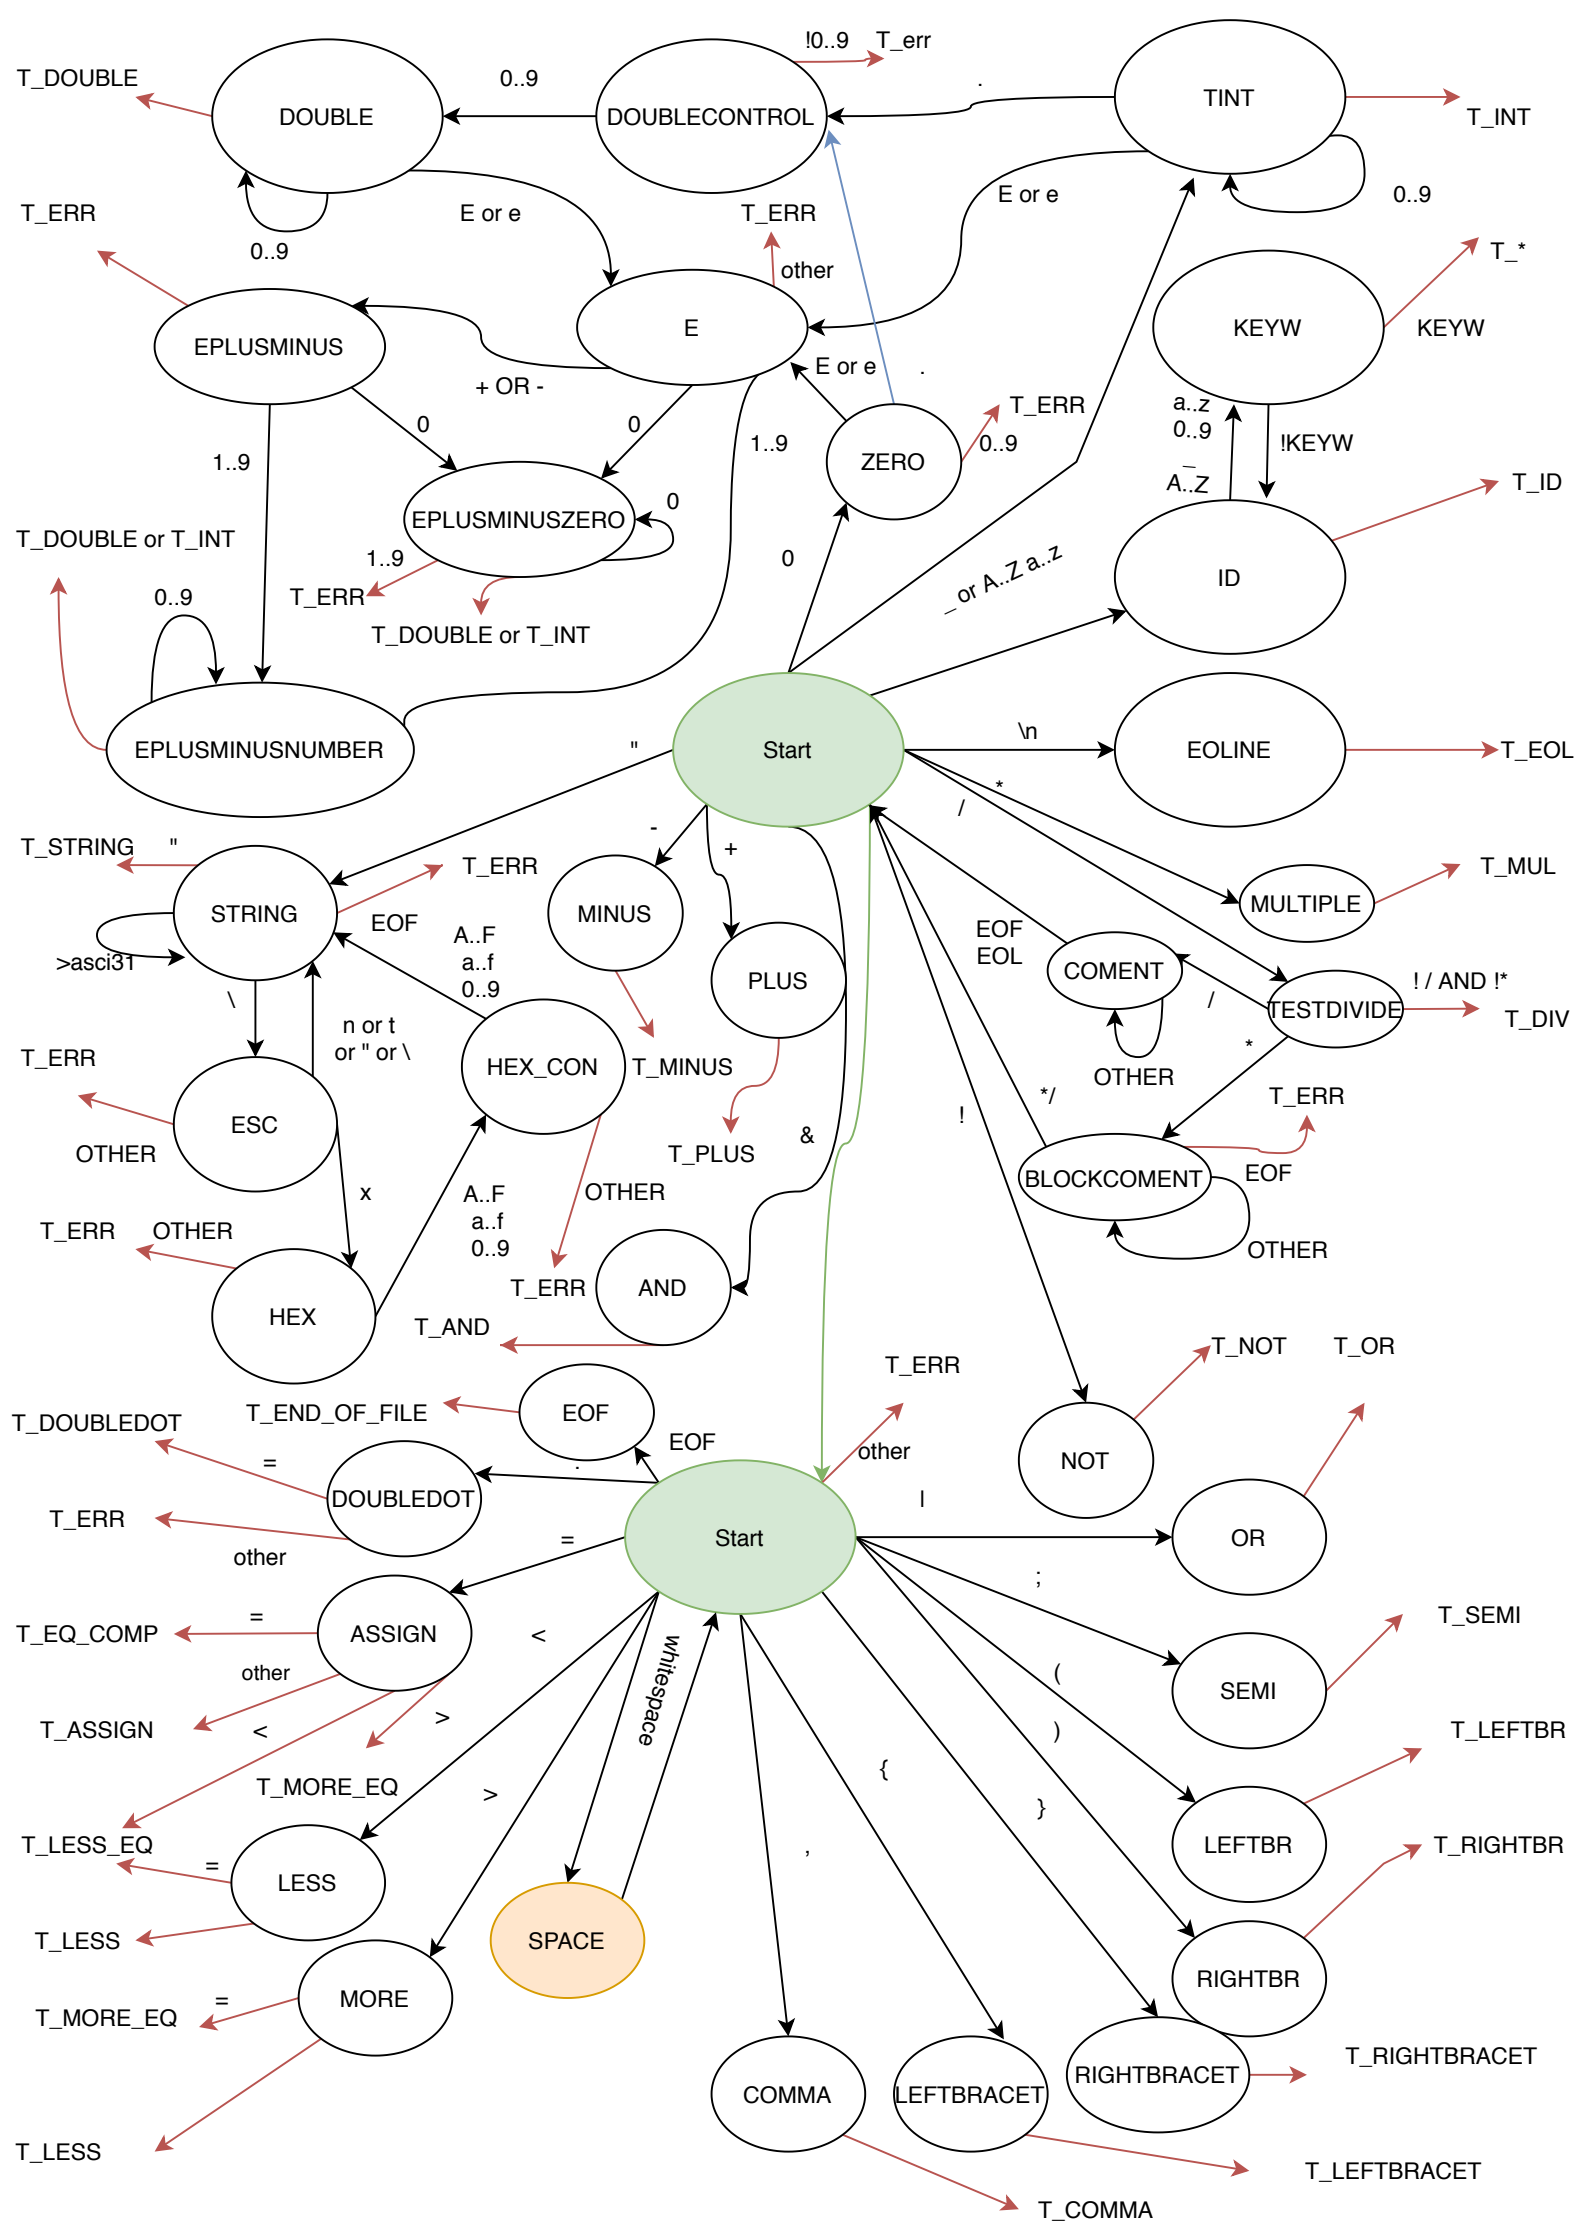 !0..9
T_err
T_DOUBLE
0..9
.
DOUBLE
DOUBLECONTROL
TINT
T_INT
T_ERR
E or e
T_ERR
E or e
0..9
0..9
other
T_*
EPLUSMINUS
E
KEYW
KEYW
+ OR -
E or e
.
0
0
T_ERR
a..z
0..9
_
A..Z
!KEYW
1..9
1..9
0..9
ZERO
EPLUSMINUSZERO
0
T_ID
T_DOUBLE or T_INT
1..9
0
_ or A..Z a..z
ID
0..9
T_ERR
T_DOUBLE or T_INT
EPLUSMINUSNUMBER
"
Start
\n
EOLINE
T_EOL
*
/
-
+
T_STRING
"
T_ERR
T_MUL
STRING
EOF
MINUS
MULTIPLE
>asci31
A..F
a..f
0..9
PLUS
EOF
EOL
COMENT
! / AND !*
\
/
TESTDIVIDE
T_DIV
n or t
or " or \
*
T_ERR
HEX_CON
T_MINUS
OTHER
*/
T_ERR
ESC
!
OTHER
T_PLUS
&
BLOCKCOMENT
EOF
x
A..F
a..f
0..9
OTHER
T_ERR
OTHER
OTHER
T_ERR
AND
HEX
T_AND
T_NOT
T_OR
T_ERR
T_END_OF_FILE
EOF
T_DOUBLEDOT
EOF
other
=
.
NOT
DOUBLEDOT
|
T_ERR
Start
OR
other
=
;
T_EQ_COMP
=
ASSIGN
<
whitespace
T_SEMI
other
(
SEMI
T_ASSIGN
<
>
)
T_LEFTBR
T_MORE_EQ
>
{
}
T_LESS_EQ
=
LESS
,
LEFTBR
T_RIGHTBR
T_LESS
SPACE
RIGHTBR
T_MORE_EQ
=
MORE
T_RIGHTBRACET
RIGHTBRACET
COMMA
LEFTBRACET
T_LESS
T_LEFTBRACET
T_COMMA